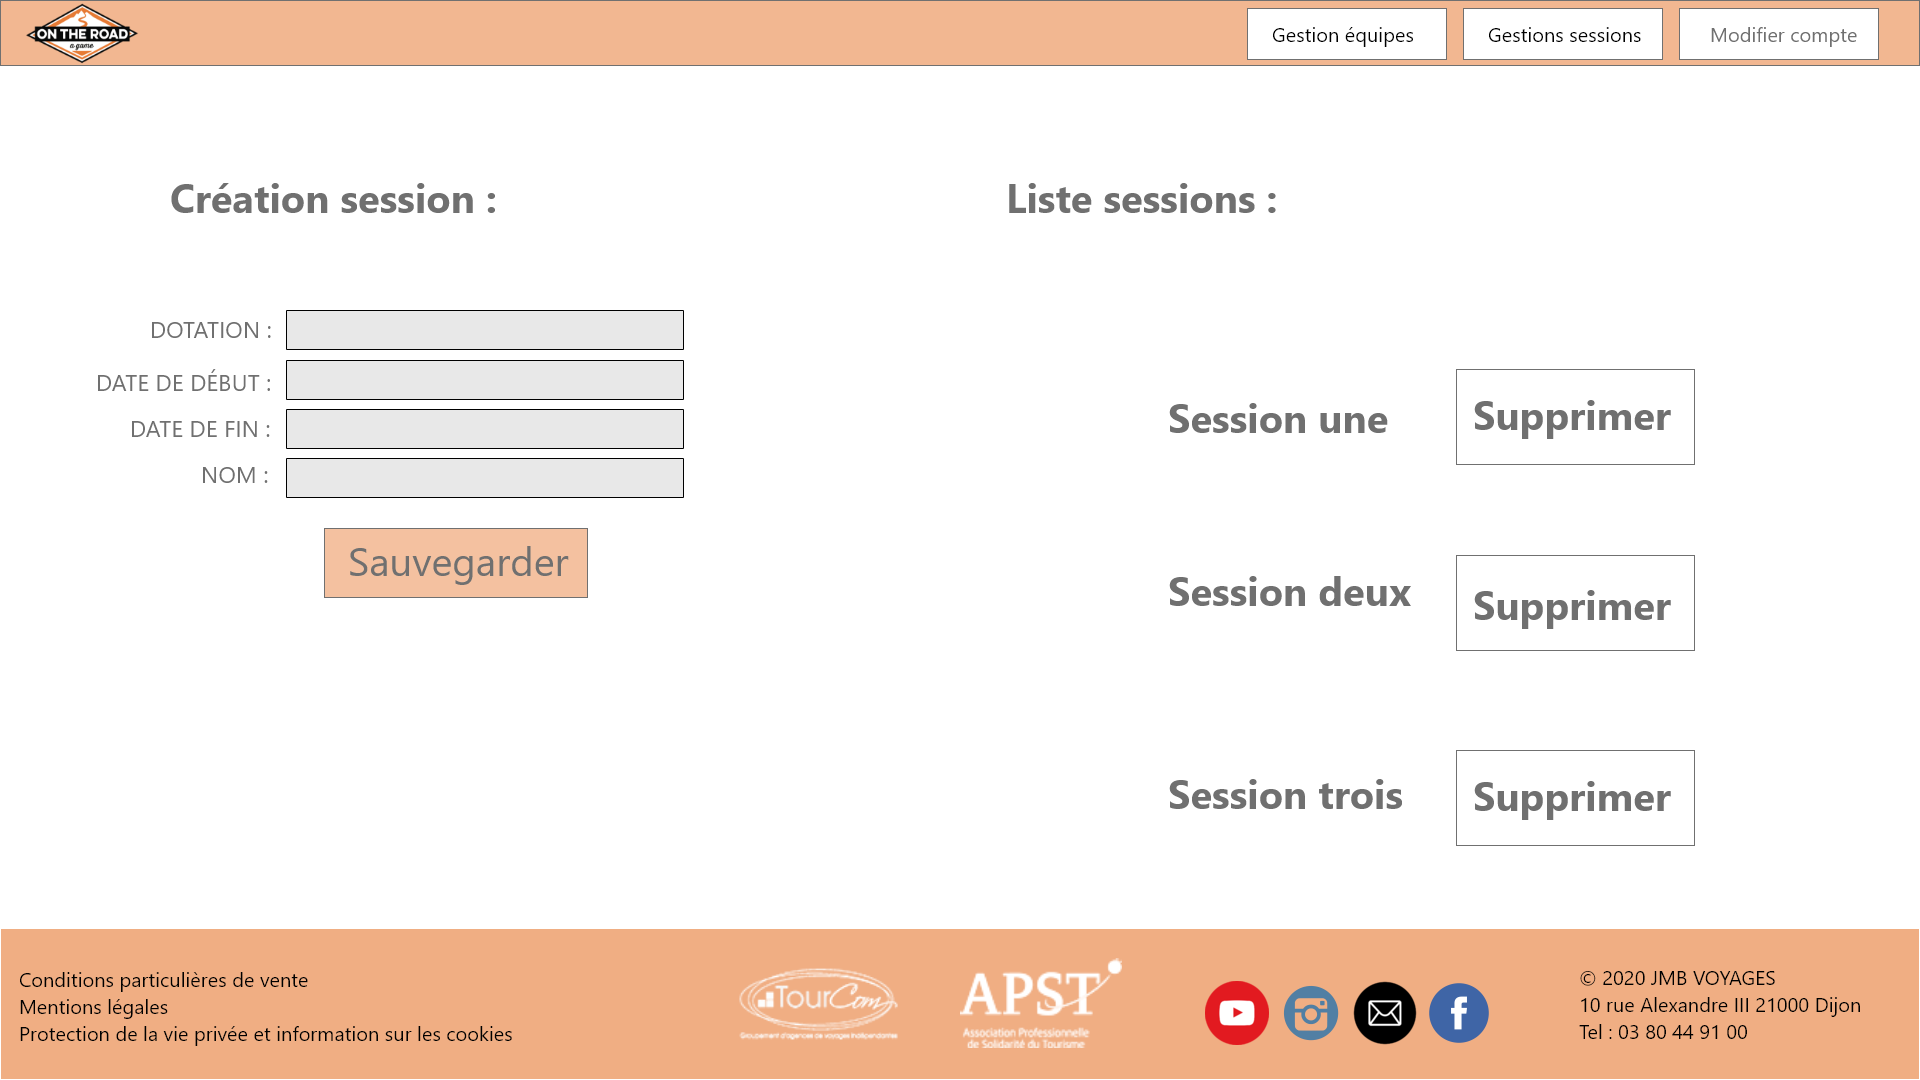 ON THE ROAD
a game
Gestion équipes
Gestions sessions
Modifier compte
Création session :
Liste sessions :
DOTATION :
DATE DE DÉBUT :
DATE DE FIN :
NOM :
Sauvegarder
Session une
Supprimer
Session deux
Supprimer
Session trois
Supprimer
Conditions particulières de vente
Mentions légales
Protection de la vie privée et information sur les cookies
TourCom
Groupement d'agences de voyages indépendantes
APST
Association Professionnelle
de Solidarité du Tourisme
© 2020 JMB VOYAGES
10 rue Alexandre III 21000 Dijon
Tel : 03 80 44 91 00